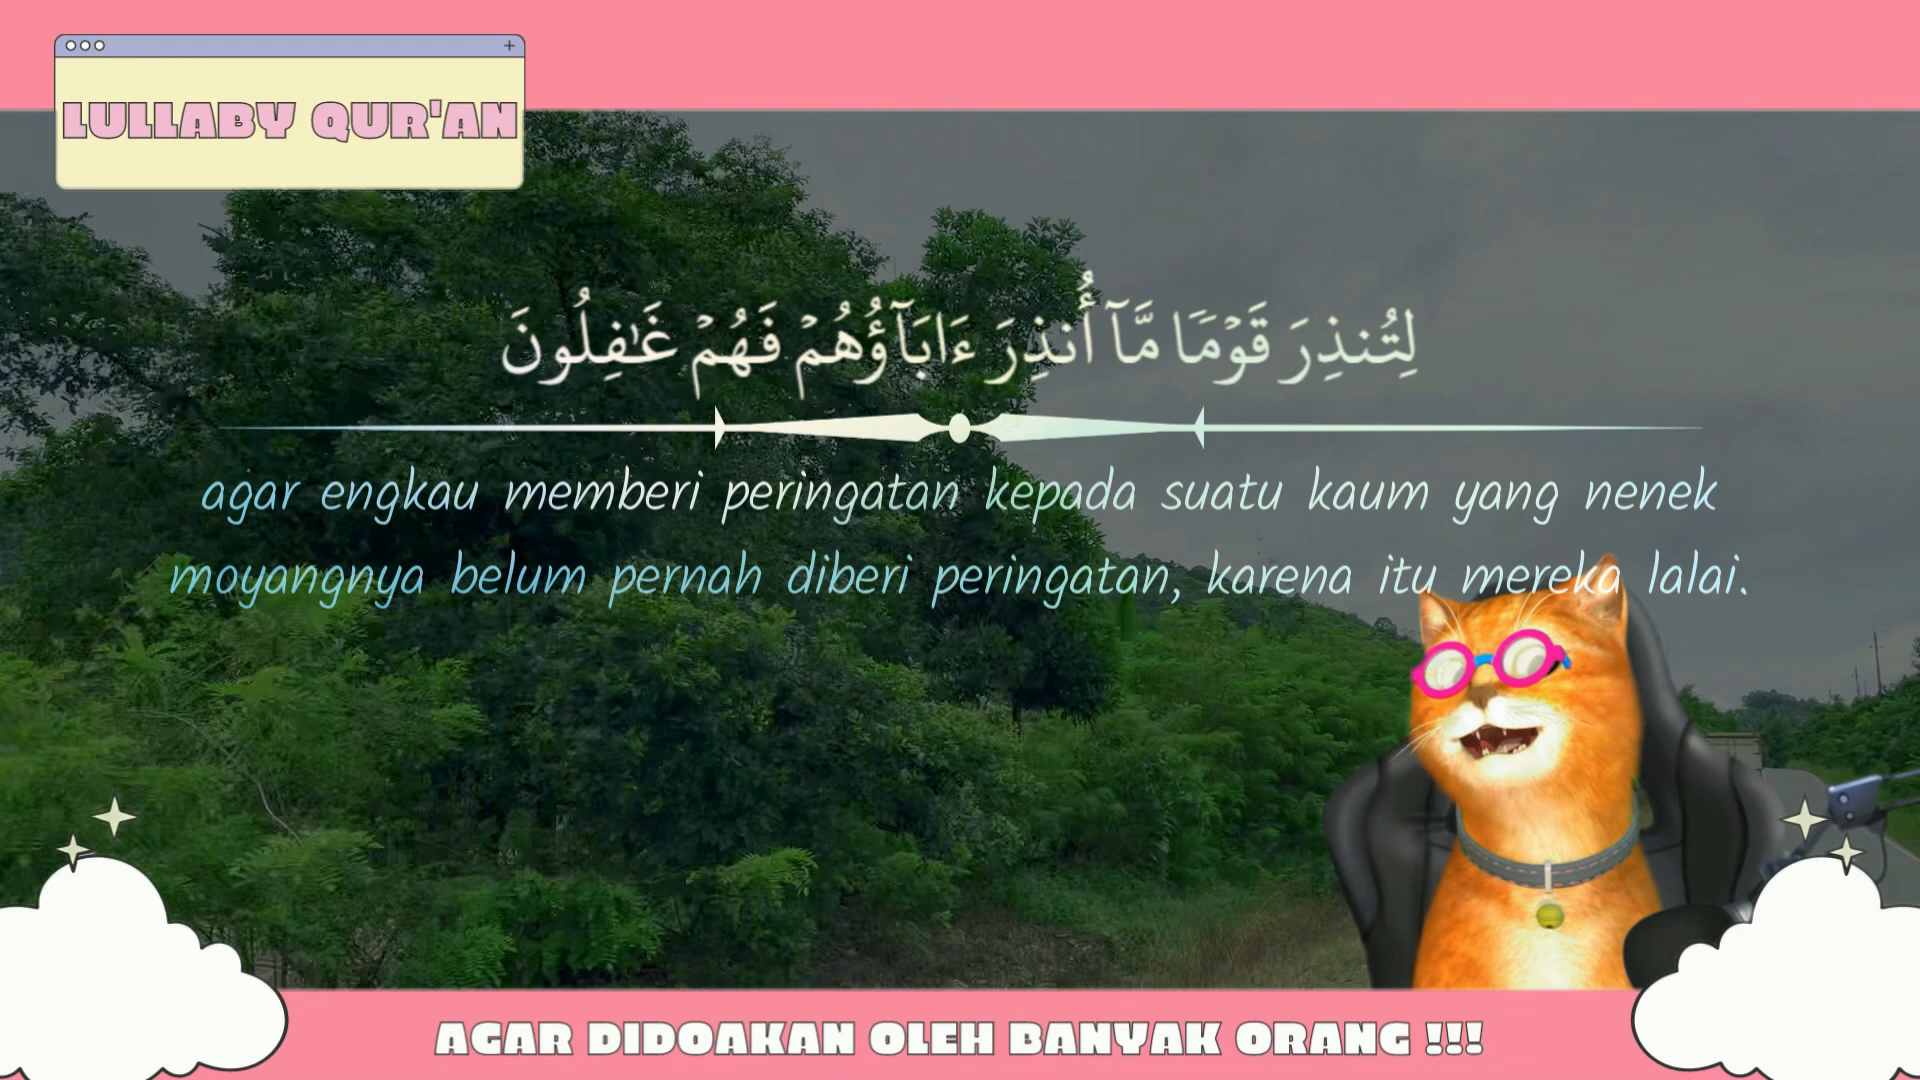 LULLABY QUR'AN
لِتُنذِرَ قَوْمًا مَّآ أُنذِرَ ءَابَآؤُهُمْ فَهُمْ غَٰفِلُونَ
agar engkau memberi peringatan kepada suatu kaum yang nenek
moyangnya belum pernah diberi peringatan, karena itu mereka lalai.
AGAR DIDOAKAN OLEH BANYAK ORANG !!!